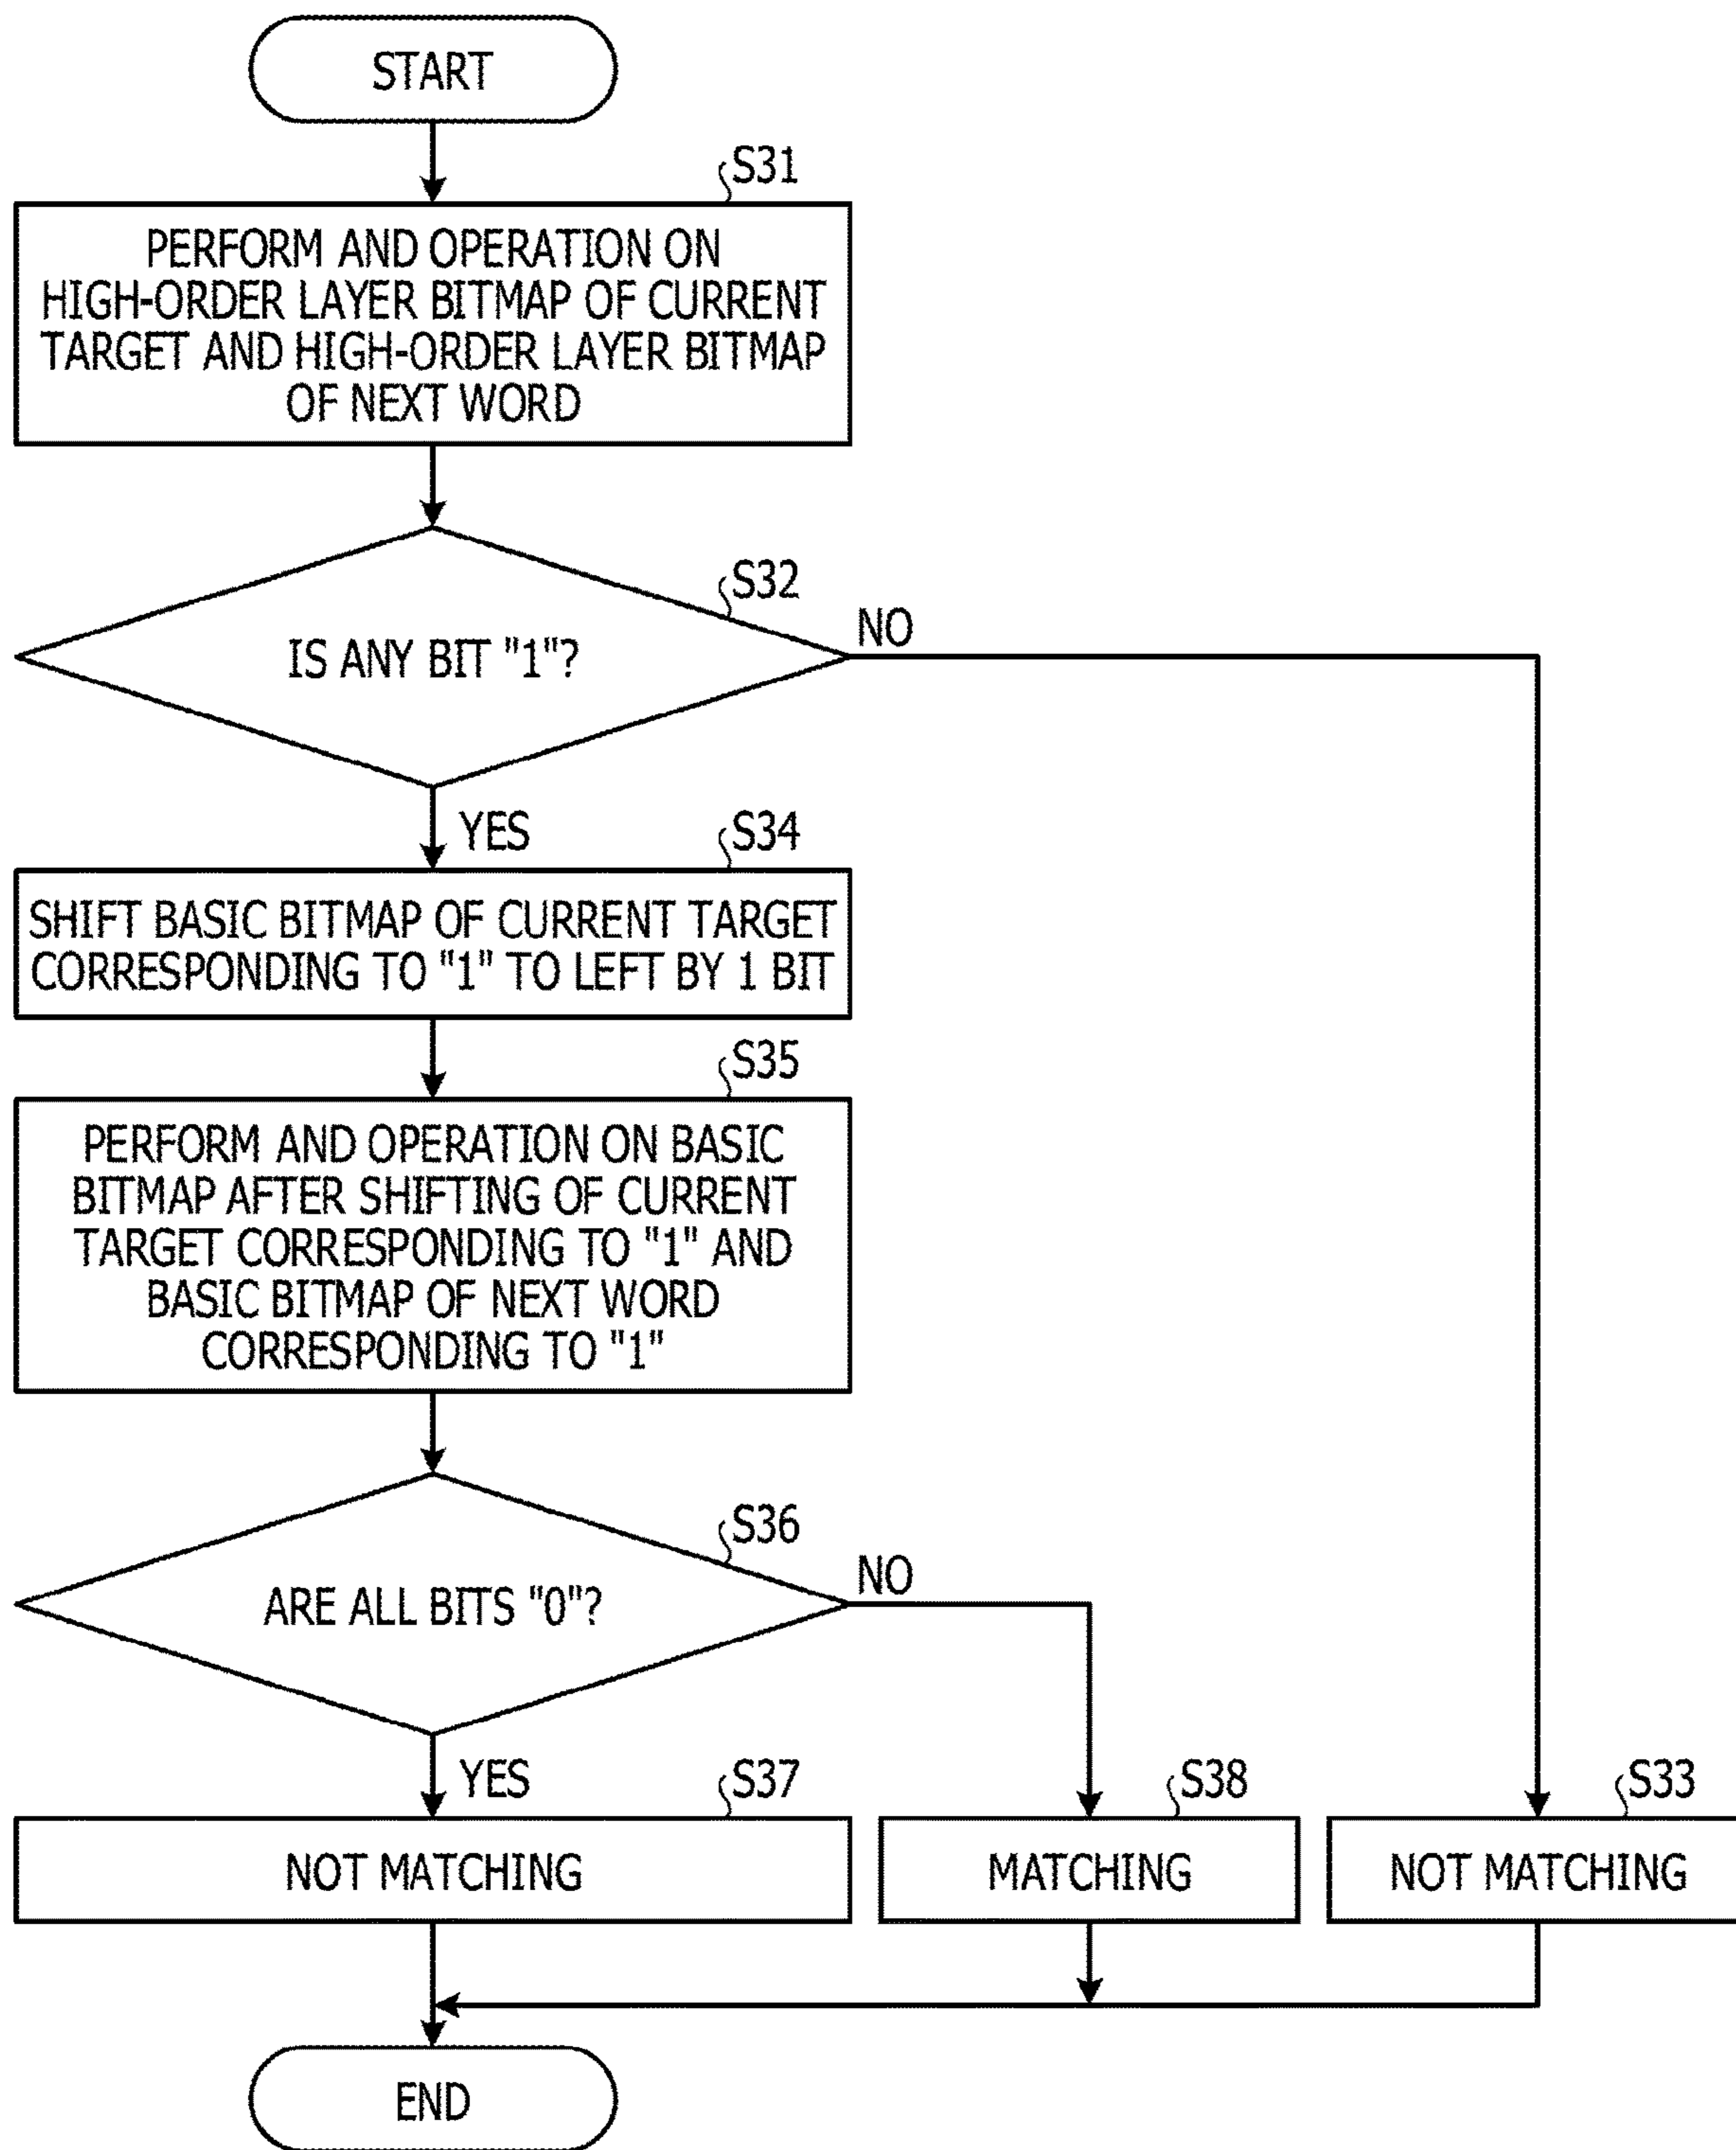 START
S31
PERFORM AND OPERATION ON
HIGH-ORDER LAYER BITMAP OF CURRENT
TARGET AND HIGH-ORDER LAYER BITMAP
OF NEXT WORD
S32
IS ANY BIT "1"?
NO
YES
S34
SHIFT BASIC BITMAP OF CURRENT TARGET
CORRESPONDING TO "1" TO LEFT BY 1 BIT
S35
PERFORM AND OPERATION ON BASIC
BITMAP AFTER SHIFTING OF CURRENT
TARGET CORRESPONDING TO "1" AND
BASIC BITMAP OF NEXT WORD
CORRESPONDING TO "1"
S36
ARE ALL BITS "0"?
NO
YES
S37
NOT MATCHING
S38
MATCHING
S33
NOT MATCHING
END